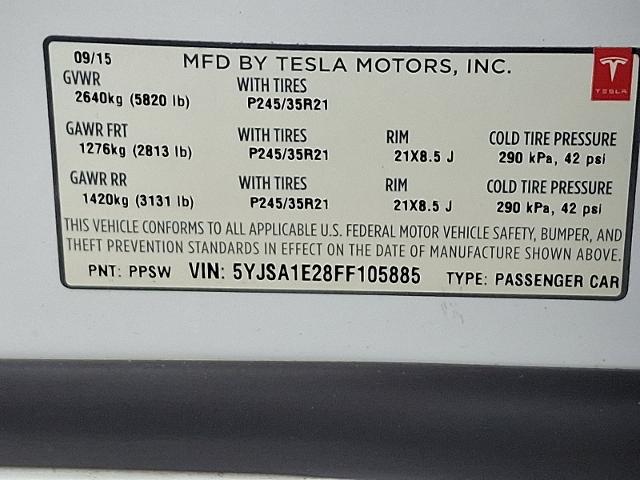 09/15 MFD BY TESLA MOTORS, INC.
TESLA
GVWR WITH TIRES
2640kg (5820 lb) P245/35R21
GAWR FRT WITH TIRES RIM COLD TIRE PRESSURE
1276kg (2813 lb) P245/35R21 21X8.5 J 290 kPa, 42 psi
GAWR RR WITH TIRES RIM COLD TIRE PRESSURE
1420kg (3131 lb) P245/35R21 21X8.5 J 290 kPa, 42 psi
THIS VEHICLE CONFORMS TO ALL APPLICABLE U.S. FEDERAL MOTOR VEHICLE SAFETY, BUMPER, AND
THEFT PREVENTION STANDARDS IN EFFECT ON THE DATE OF MANUFACTURE SHOWN ABOVE.
PNT: PPSW VIN: 5YJSA1E28FF105885 TYPE: PASSENGER CAR